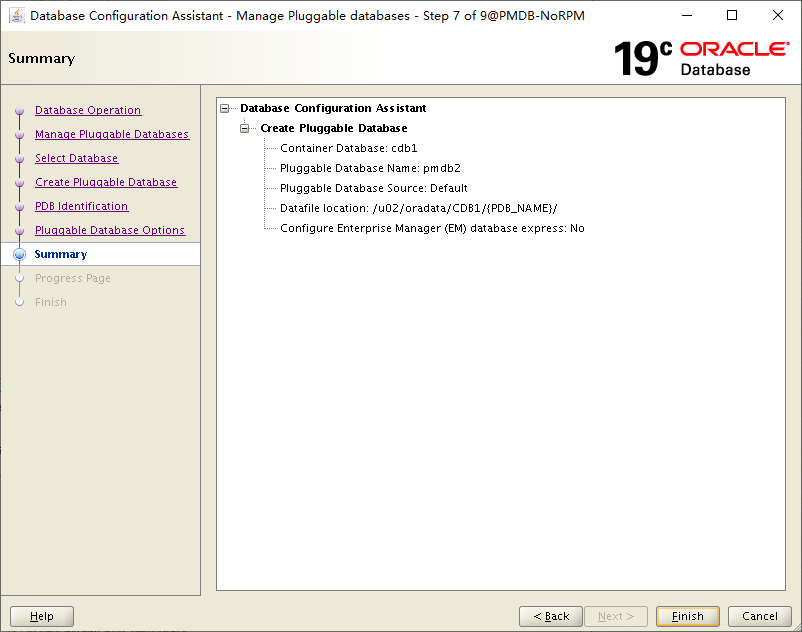 Database Configuration Assistant - Manage Pluggable databases - Step 7 of 9@PMDB-NoRPM
Summary
19c ORACLE
Database
Database Operation
Manage Pluggable Databases
Select Database
Create Pluggable Database
PDB Identification
Pluggable Database Options
Summary
Progress Page
Finish
Database Configuration Assistant
Create Pluggable Database
Container Database: cdb1
Pluggable Database Name: pmdb2
Pluggable Database Source: Default
Datafile location: /u02/oradata/CDB1/{PDB_NAME}/
Configure Enterprise Manager (EM) database express: No
Help
< Back
Next >
Finish
Cancel